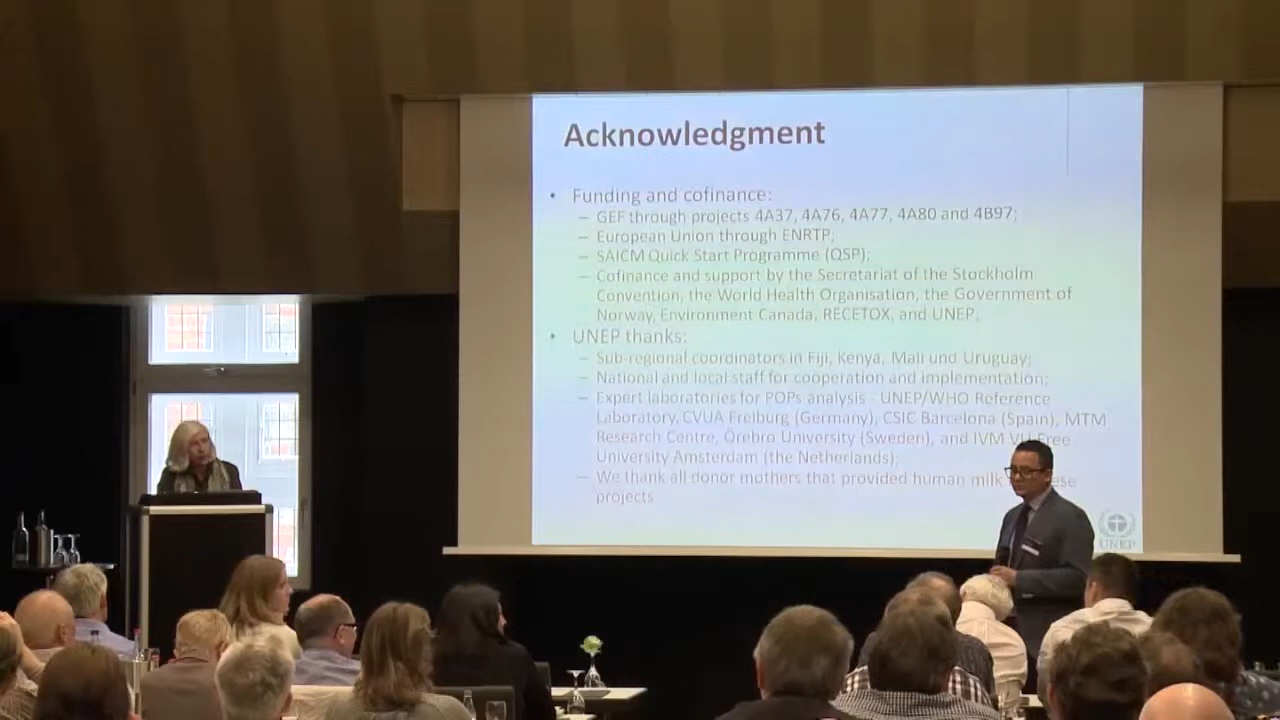 Acknowledgment
• Funding and cofinance:
– GEF through projects 4A37, 4A76, 4A77, 4A80 and 4B97;
– European Union through ENRTP;
– SAICM Quick Start Programme (QSP);
– Cofinance and support by the Secretariat of the Stockholm
Convention, the World Health Organisation, the Government of
Norway, Environment Canada, RECETOX, and UNEP.
• UNEP thanks:
– Sub-regional coordinators in Fiji, Kenya, Mali und Uruguay;
– National and local staff for cooperation and implementation;
– Expert laboratories for POPs analysis - UNEP/WHO Reference
Laboratory, CVUA Freiburg (Germany), CSIC Barcelona (Spain), MTM
Research Centre, Örebro University (Sweden), and IVM VU Free
University Amsterdam (the Netherlands);
– We thank all donor mothers that provided human milk
projects
UNEP